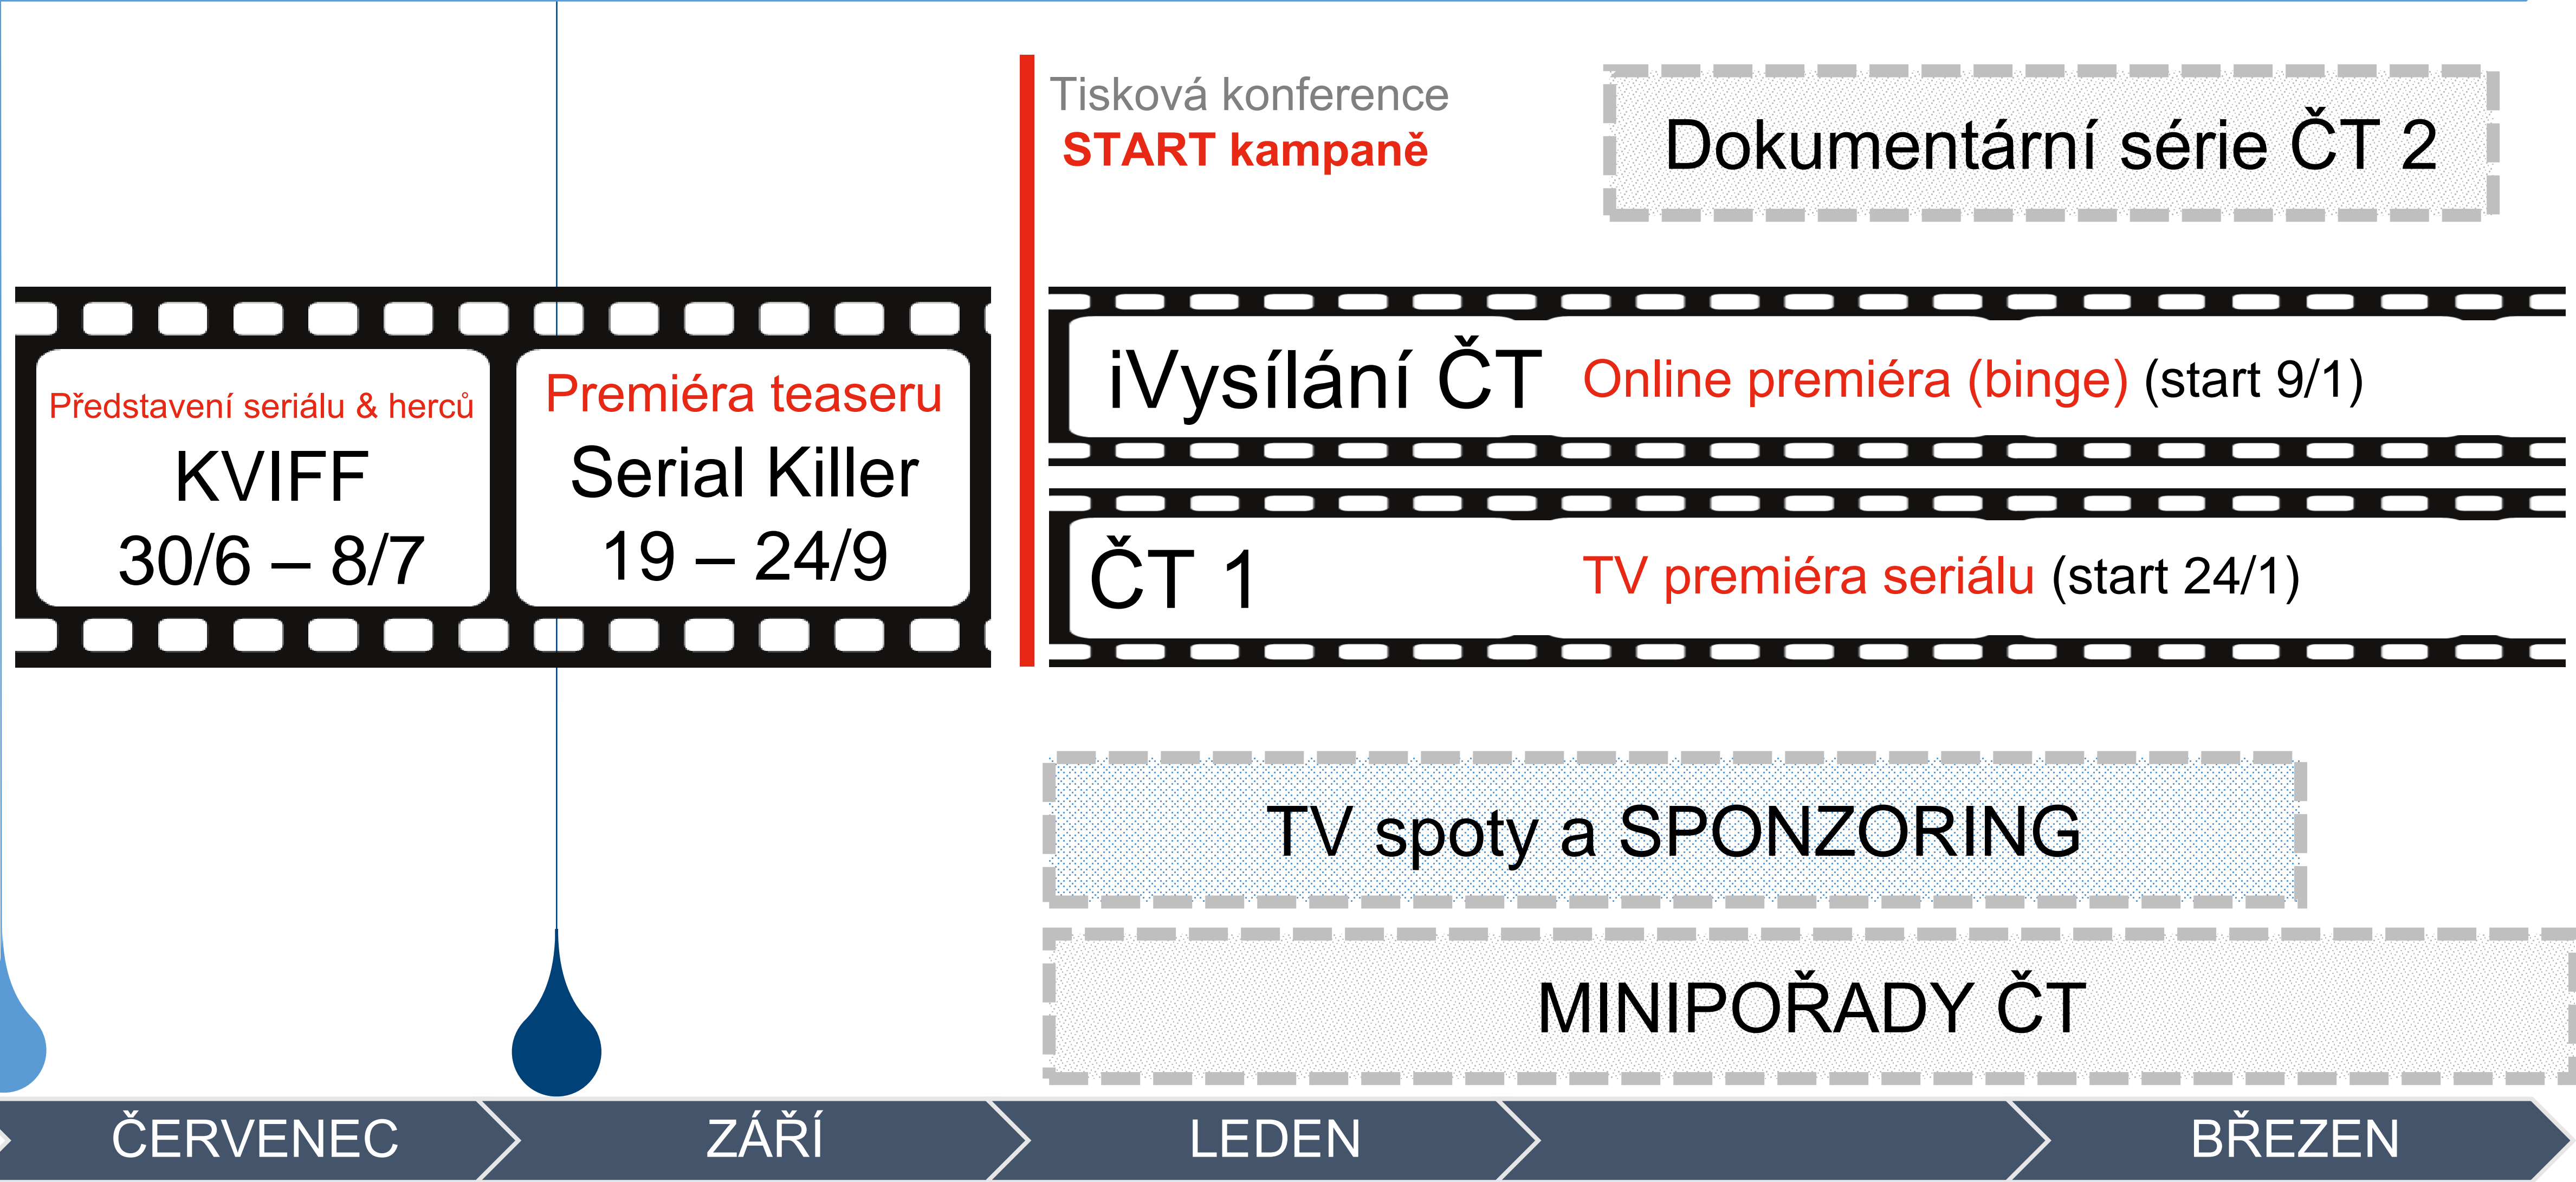 Tisková konference
START kampaně
Dokumentární série ČT 2
Představení seriálu & herců
KVIFF
30/6 – 8/7
Premiéra teaseru
Serial Killer
19 – 24/9
iVysílání ČT Online premiéra (binge) (start 9/1)
ČT 1 TV premiéra seriálu (start 24/1)
TV spoty a SPONZORING
MINIPOŘADY ČT
ČERVENEC ZÁŘÍ LEDEN BŘEZEN